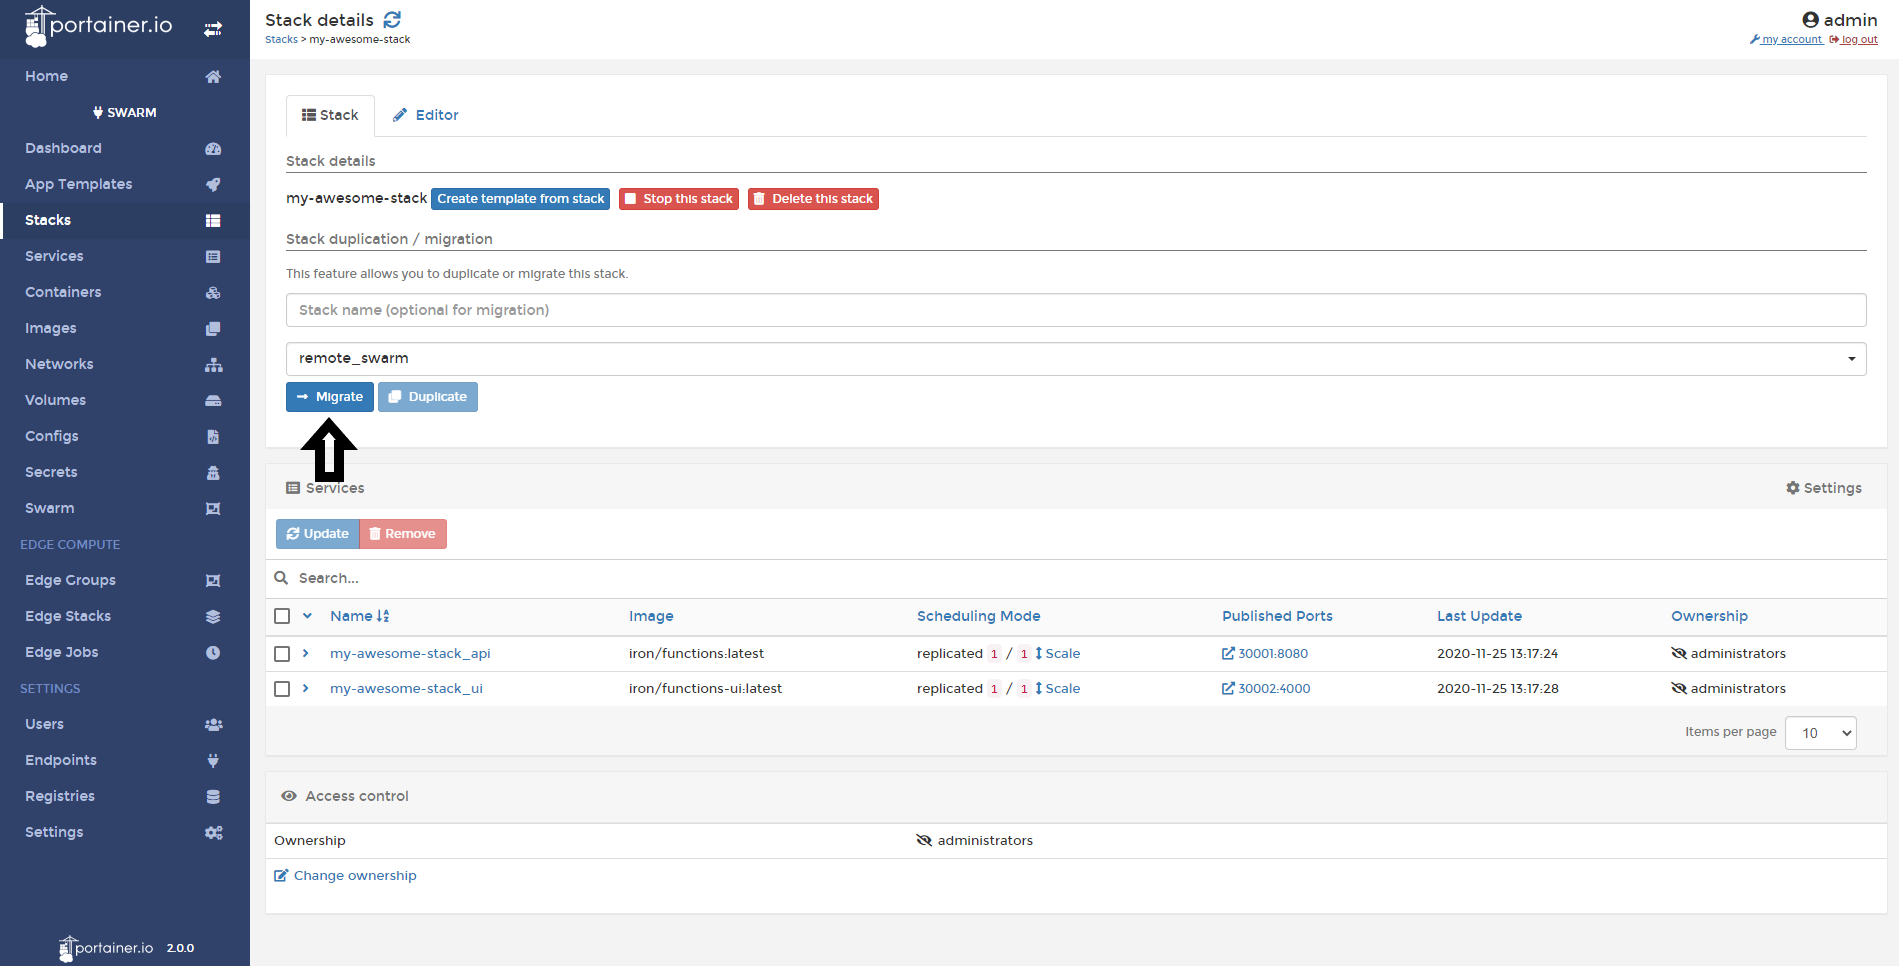 portainer.io
Home
SWARM
Dashboard
App Templates
Stacks
Services
Containers
Images
Networks
Volumes
Configs
Secrets
Swarm
EDGE COMPUTE
Edge Groups
Edge Stacks
Edge Jobs
SETTINGS
Users
Endpoints
Registries
Settings
portainer.io 2.0.0
Stack details
Stacks > my-awesome-stack
admin
my account log out
Stack Editor
Stack details
my-awesome-stack Create template from stack Stop this stack Delete this stack
Stack duplication / migration
This feature allows you to duplicate or migrate this stack.
Stack name (optional for migration)
remote_swarm
Migrate Duplicate
Services Settings
Update Remove
Search...
Name Image Scheduling Mode Published Ports Last Update Ownership
my-awesome-stack_api iron/functions:latest replicated 1 / 1 Scale 30001:8080 2020-11-25 13:17:24 administrators
my-awesome-stack_ui iron/functions-ui:latest replicated 1 / 1 Scale 30002:4000 2020-11-25 13:17:28 administrators
Items per page 10
Access control
Ownership administrators
Change ownership